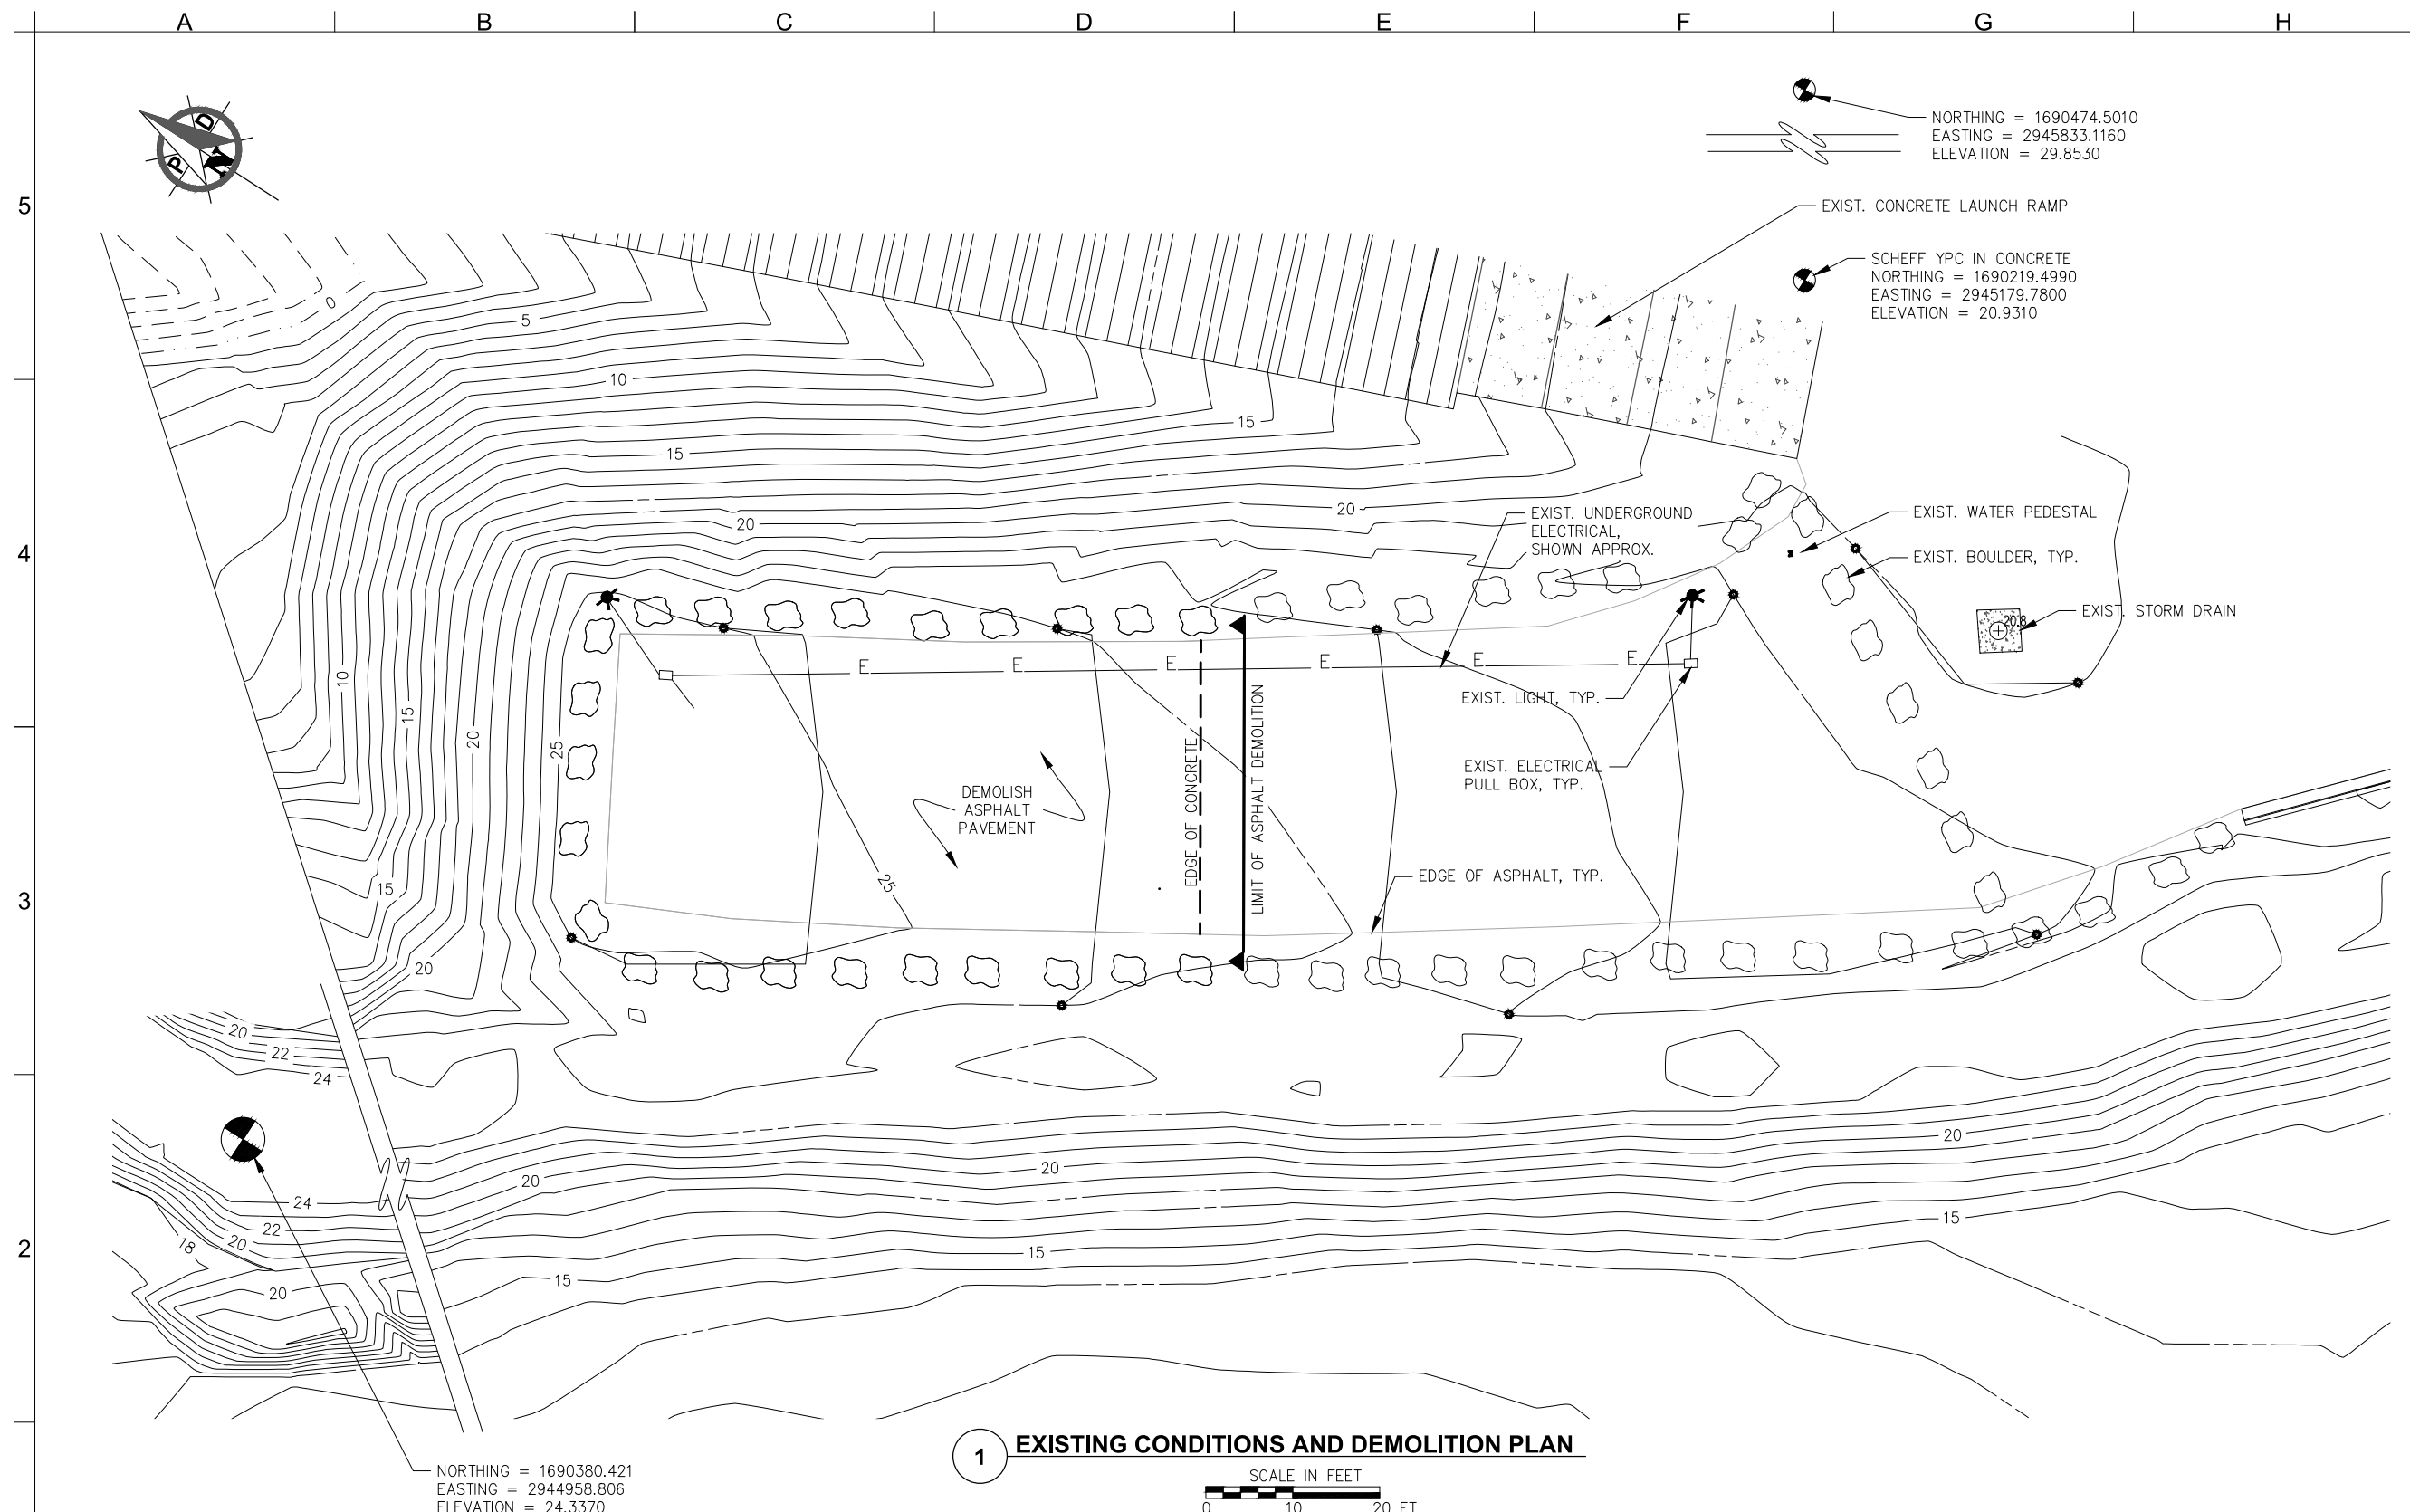 A B C D E F G H
P D N
NORTHING = 1690474.5010
EASTING = 2945833.1160
ELEVATION = 29.8530
5
EXIST. CONCRETE LAUNCH RAMP
SCHEFF YPC IN CONCRETE
NORTHING = 1690219.4990
EASTING = 2945179.7800
ELEVATION = 20.9310
0
5
10
15
15
20
20
EXIST. UNDERGROUND
ELECTRICAL,
SHOWN APPROX.
EXIST. WATER PEDESTAL
4
EXIST. BOULDER, TYP.
EXIST. STORM DRAIN
20.8
E E E E E E
EXIST. LIGHT, TYP.
10
15
20
25
EDGE OF CONCRETE
LIMIT OF ASPHALT DEMOLITION
EXIST. ELECTRICAL
PULL BOX, TYP.
DEMOLISH
ASPHALT
PAVEMENT
25
EDGE OF ASPHALT, TYP.
15
3
20
20
22
24
20
20
20
24
22
20
18
15
15
15
2
20
1
EXISTING CONDITIONS AND DEMOLITION PLAN
NORTHING = 1690380.421
EASTING = 2944958.806
ELEVATION = 24.3370
SCALE IN FEET
0 10 20 FT